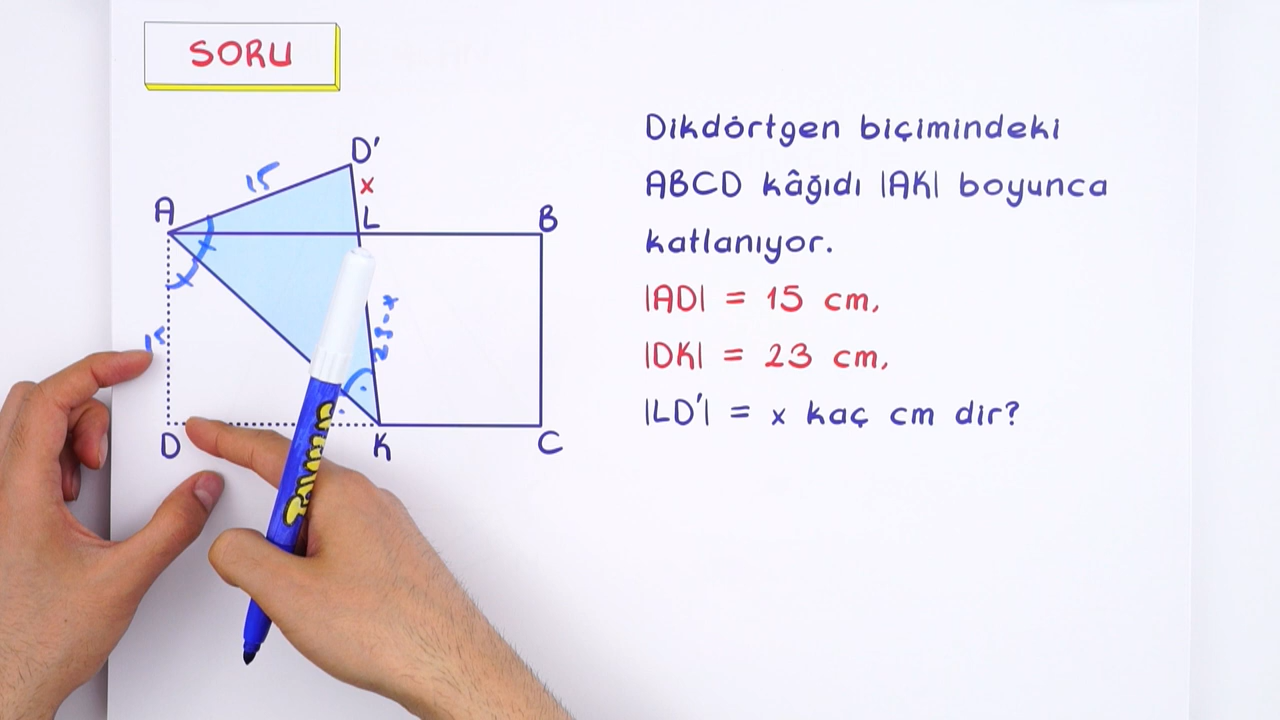 SORU
D'
15
x
A
L
B
23-x
15
D
K
C
Dikdörtgen biçimindeki
ABCD kâğıdı |AK| boyunca
katlanıyor.
|AD| = 15 cm,
|DK| = 23 cm,
|LD'| = x kaç cm dir?